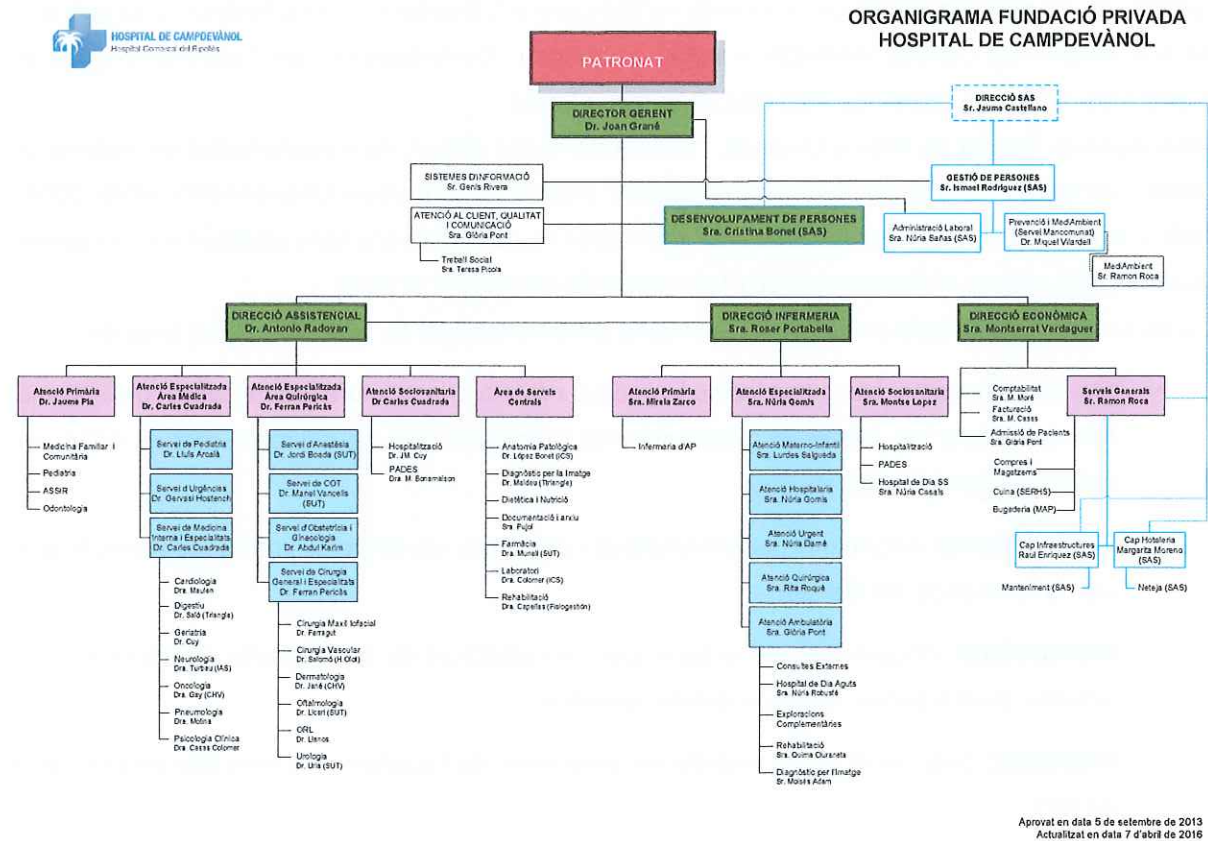 HOSPITAL DE CAMPDEVÀNOL
Hospital Comarcal del Ripollès
ORGANIGRAMA FUNDACIÓ PRIVADA
HOSPITAL DE CAMPDEVÀNOL
PATRONAT
DIRECTOR GERENT
Dr. Joan Grané
DIRECCIÓ SAS
Sr. Jaume Castellano
SISTEMES D'INFORMACIÓ
Sr. Genís Rivera
GESTIÓ DE PERSONES
Sr. Ismael Rodríguez (SAS)
ATENCIÓ AL CLIENT, QUALITAT
I COMUNICACIÓ
Sra. Glòria Pont
DESENVOLUPAMENT DE PERSONES
Sra. Cristina Bonet (SAS)
Administració Laboral
Sra. Núria Bañas (SAS)
Prevenció i MediAmbient
(Servei Mancomunat)
Dr. Miquel Vilardell
Treball Social
Sra. Teresa Picola
MediAmbient
Sr. Ramon Roca
DIRECCIÓ ASSISTENCIAL
Dr. Antonio Radovan
DIRECCIÓ INFERMERIA
Sra. Roser Portabella
DIRECCIÓ ECONÒMICA
Sra. Montserrat Verdaguer
Atenció Primària
Dr. Jaume Pla
Medicina Familiar i
Comunitària
Pediatria
ASSIR
Odontologia
Atenció Especialitzada
Àrea Mèdica
Dr. Carles Cuadrada
Servei de Pediatria
Dr. Lluís Arcalà
Servei d'Urgències
Dr. Gervasi Hostench
Servei de Medicina
Interna i Especialitats
Dr. Carles Cuadrada
Cardiologia
Dra. Maulen
Digestiu
Dr. Saló (Triangle)
Geriatria
Dr. Cuy
Neurologia
Dra. Turbau (IAS)
Oncologia
Dra. Gay (CHV)
Pneumologia
Dra. Molina
Psicologia Clínica
Dra. Casas Colomer
Atenció Especialitzada
Àrea Quirúrgica
Dr. Ferran Pericàs
Servei d'Anestèsia
Dr. Jordi Boada (SUT)
Servei de COT
Dr. Manel Vancells
(SUT)
Servei d'Obstetrícia i
Ginecologia
Dr. Abdul Karim
Servei de Cirurgia
General i Especialitats
Dr. Ferran Pericàs
Cirurgia Maxil·lofacial
Dr. Farragut
Cirurgia Vascular
Dr. Salomó (H Olot)
Dermatologia
Dr. Jané (CHV)
Oftalmologia
Dr. Liceri (SUT)
ORL
Dr. Llanos
Urologia
Dr. Uria (SUT)
Atenció Sociosanitaria
Dr Carles Cuadrada
Hospitalització
Dr. JM. Cuy
PADES
Dra. M. Bonamaison
Àrea de Serveis
Centrals
Anatomia Patològica
Dr. López Bonet (ICS)
Diagnòstic per la Imatge
Dr. Maldeu (Triangle)
Dietètica i Nutrició
Documentació i arxiu
Sra. Pujol
Farmàcia
Dra. Munell (SUT)
Laboratori
Dra. Colomer (ICS)
Rehabilitació
Dra. Capellas (Fisiogestión)
Atenció Primària
Sra. Mireia Zarco
Infermeria d'AP
Atenció Especialitzada
Sra. Núria Gomis
Atenció Materno-Infantil
Sra. Lurdes Salgueda
Atenció Hospitalaria
Sra. Núria Gomis
Atenció Urgent
Sra. Núria Damé
Atenció Quirúrgica
Sra. Rita Roqué
Atenció Ambulatòria
Sra. Glòria Pont
Consultes Externes
Hospital de Dia Aguts
Sra. Núria Robusté
Exploracions
Complementàries
Rehabilitació
Sra. Quima Ciuraneta
Diagnòstic per l'Imatge
Sr. Moisès Adam
Atenció Sociosanitaria
Sra. Montse Lopez
Hospitalització
PADES
Hospital de Dia SS
Sra. Núria Casals
Comptabilitat
Sra. M. Moré
Facturació
Sra. M. Casas
Admissió de Pacients
Sra. Glòria Pont
Serveis Generals
Sr. Ramon Roca
Compres i
Magatzems
Cuina (SERHS)
Bugaderia (MAP)
Cap Infraestructures
Raul Enriquez (SAS)
Cap Hoteleria
Margarita Moreno
(SAS)
Manteniment (SAS)
Neteja (SAS)
Aprovat en data 5 de setembre de 2013
Actualitzat en data 7 d'abril de 2016